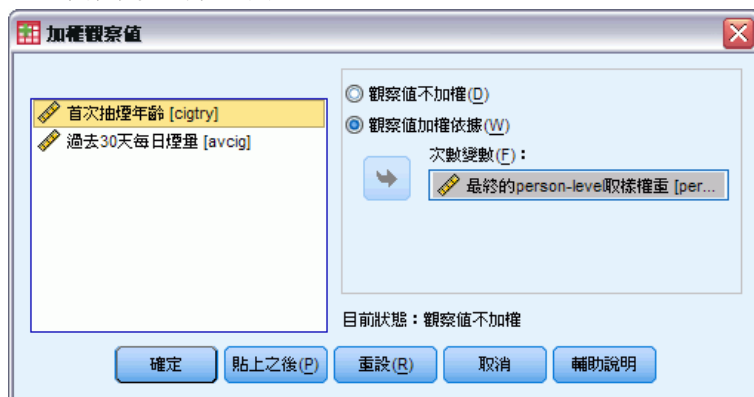 加權觀察值
首次抽煙年齡 [cigtry]
過去30天每日煙量 [avcig]
觀察值不加權(D)
觀察值加權依據(W)
次數變數(F)：
最終的person-level取樣權重 [per...
目前狀態：觀察值不加權
確定 貼上之後(P) 重設(R) 取消 輔助說明